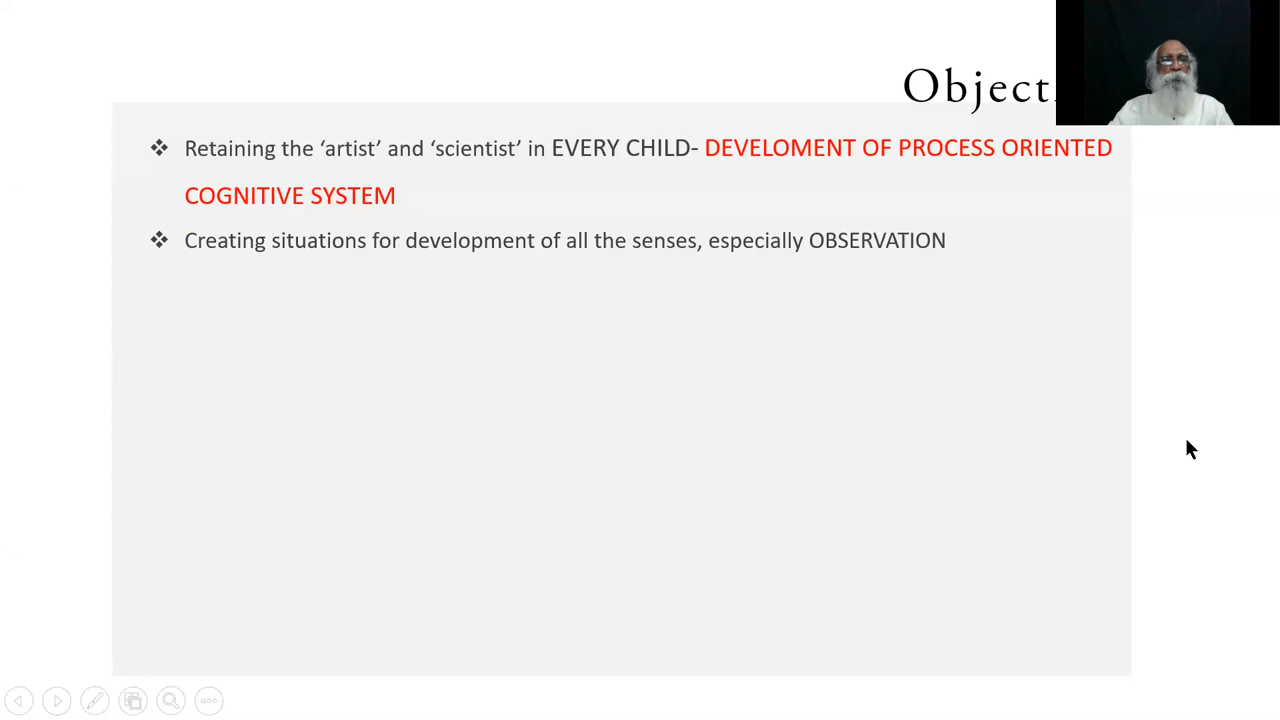 Object
❖ Retaining the ‘artist’ and ‘scientist’ in EVERY CHILD- DEVELOMENT OF PROCESS ORIENTED
COGNITIVE SYSTEM
❖ Creating situations for development of all the senses, especially OBSERVATION